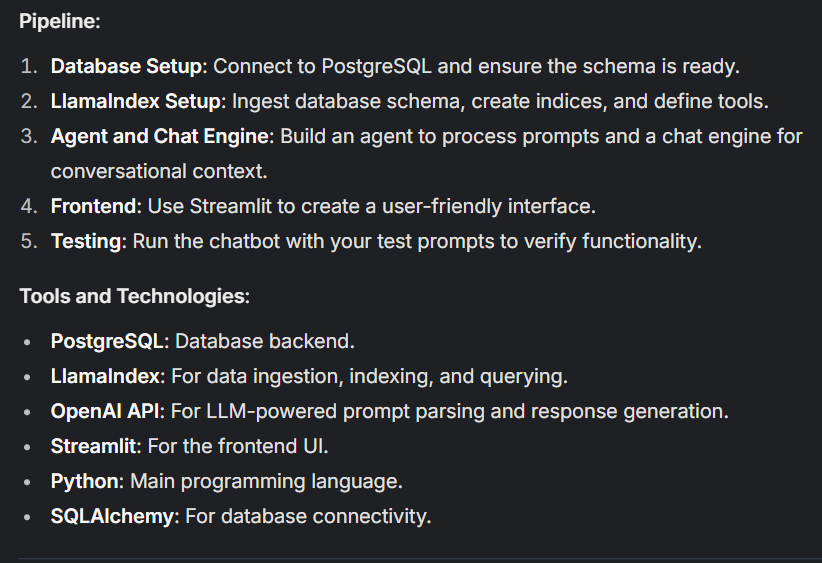 Pipeline:
1. Database Setup: Connect to PostgreSQL and ensure the schema is ready.
2. LlamaIndex Setup: Ingest database schema, create indices, and define tools.
3. Agent and Chat Engine: Build an agent to process prompts and a chat engine for
conversational context.
4. Frontend: Use Streamlit to create a user-friendly interface.
5. Testing: Run the chatbot with your test prompts to verify functionality.
Tools and Technologies:
• PostgreSQL: Database backend.
• LlamaIndex: For data ingestion, indexing, and querying.
• OpenAI API: For LLM-powered prompt parsing and response generation.
• Streamlit: For the frontend UI.
• Python: Main programming language.
• SQLAlchemy: For database connectivity.